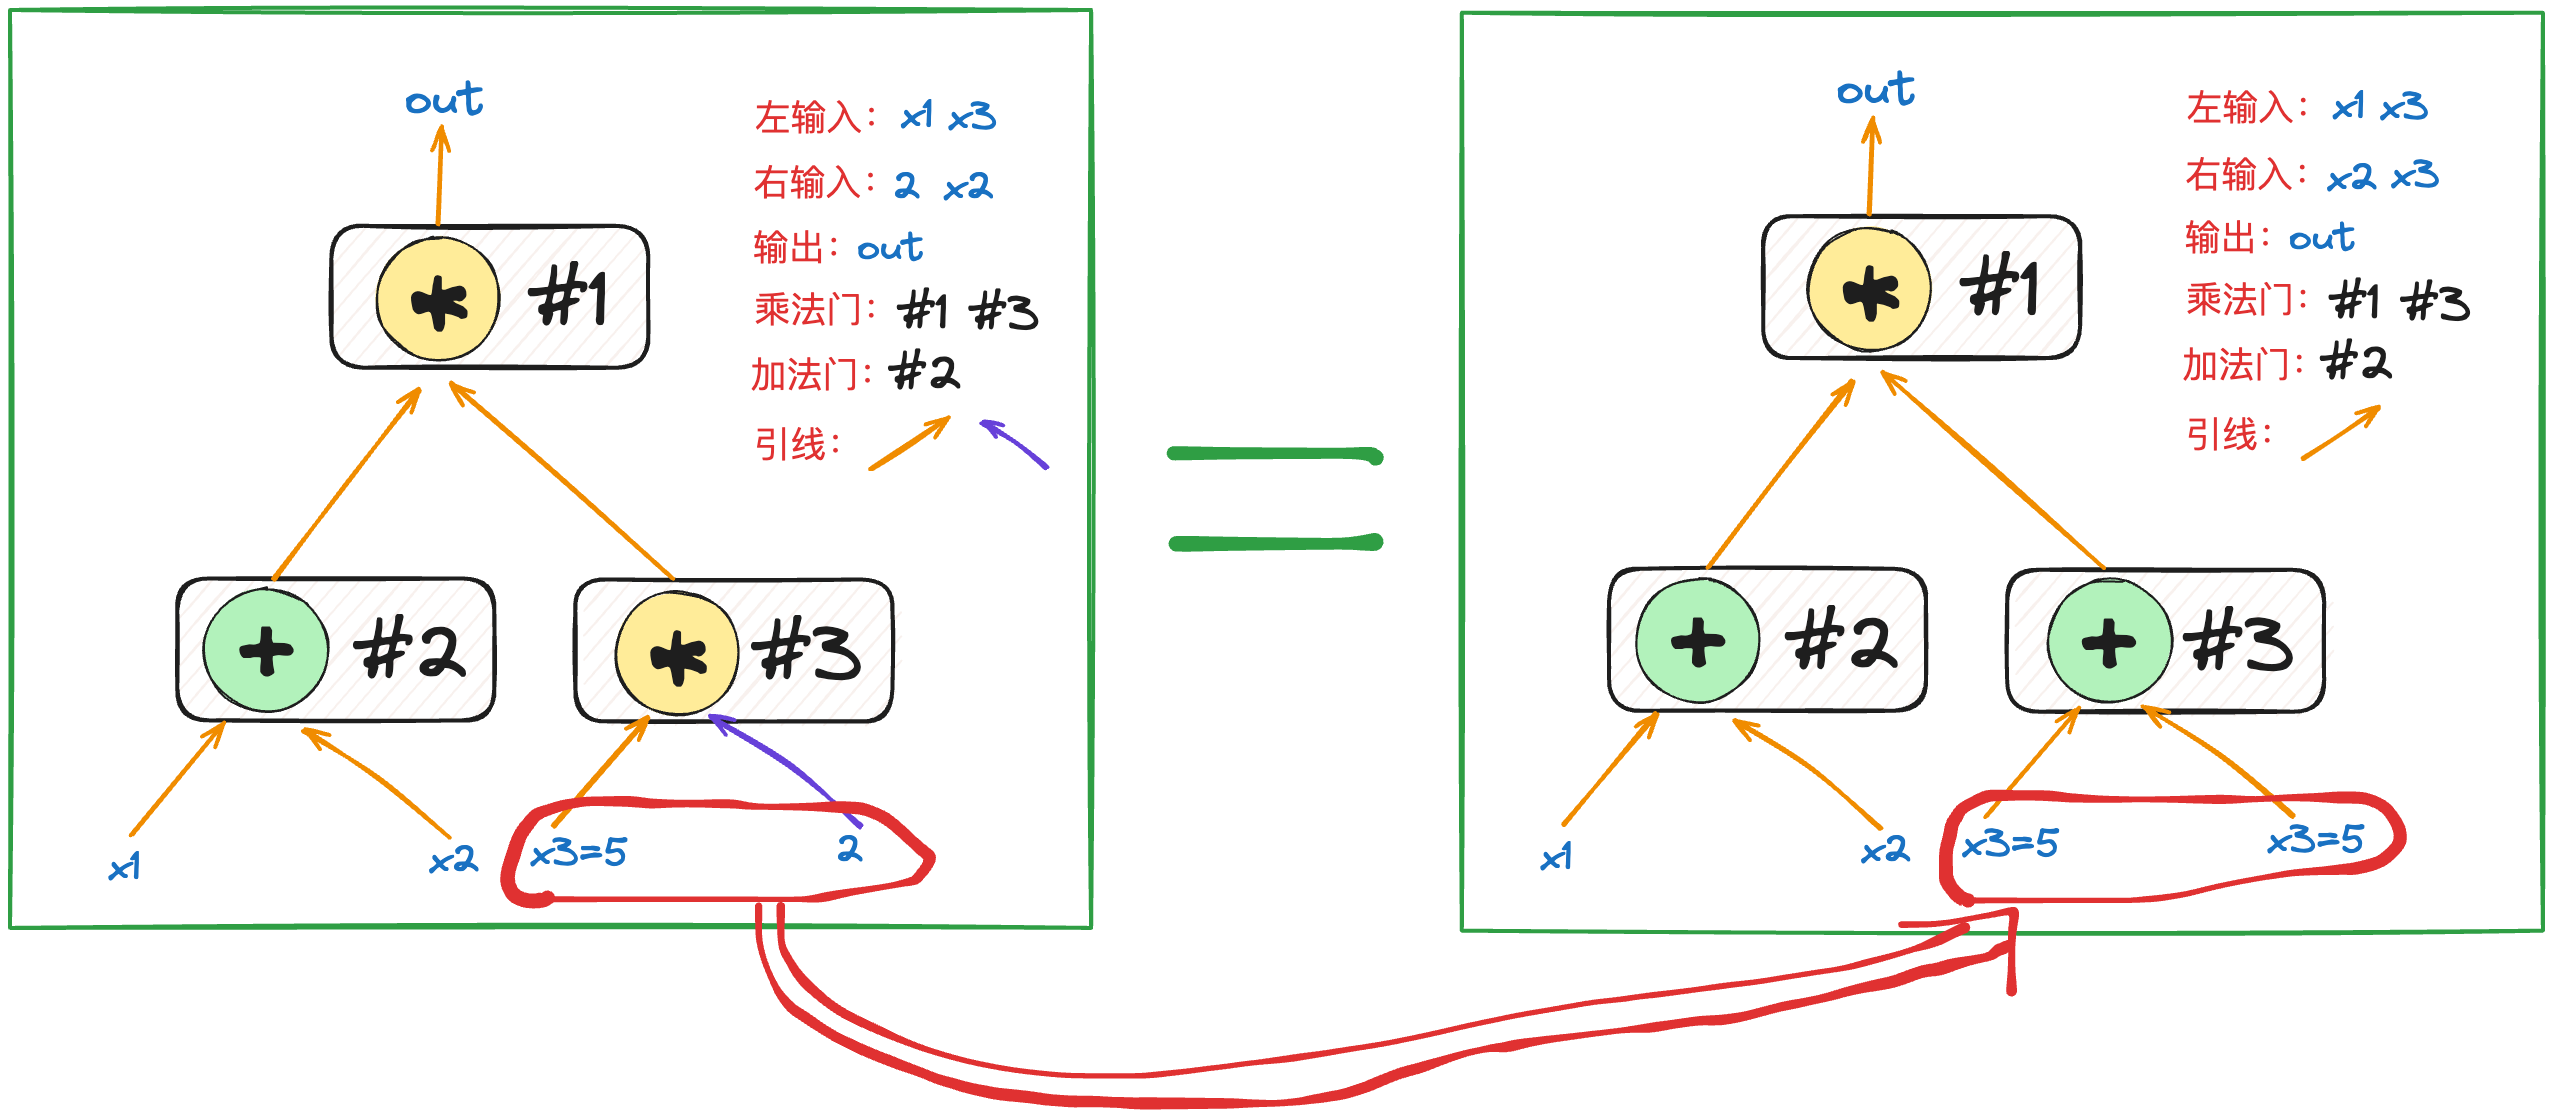 out
左输入： x1 x3
右输入： 2 x2
输出： out
乘法门： #1 #3
加法门： #2
引线：
* #1
+ #2
* #3
x1
x2
x3=5
2
out
左输入： x1 x3
右输入： x2 x3
输出： out
乘法门： #1 #3
加法门： #2
引线：
* #1
+ #2
+ #3
x1
x2
x3=5
x3=5